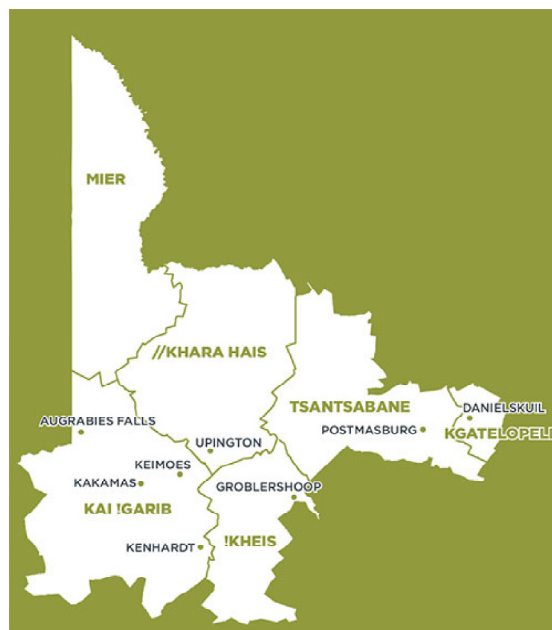 MIER
//KHARA HAIS
TSANTSABANE
DANIELSKUIL
AUGRABIES FALLS
POSTMASBURG
KGATELOPELE
UPINGTON
KEIMOES
KAKAMAS
GROBLERSHOOP
KAI !GARIB
!KHEIS
KENHARDT